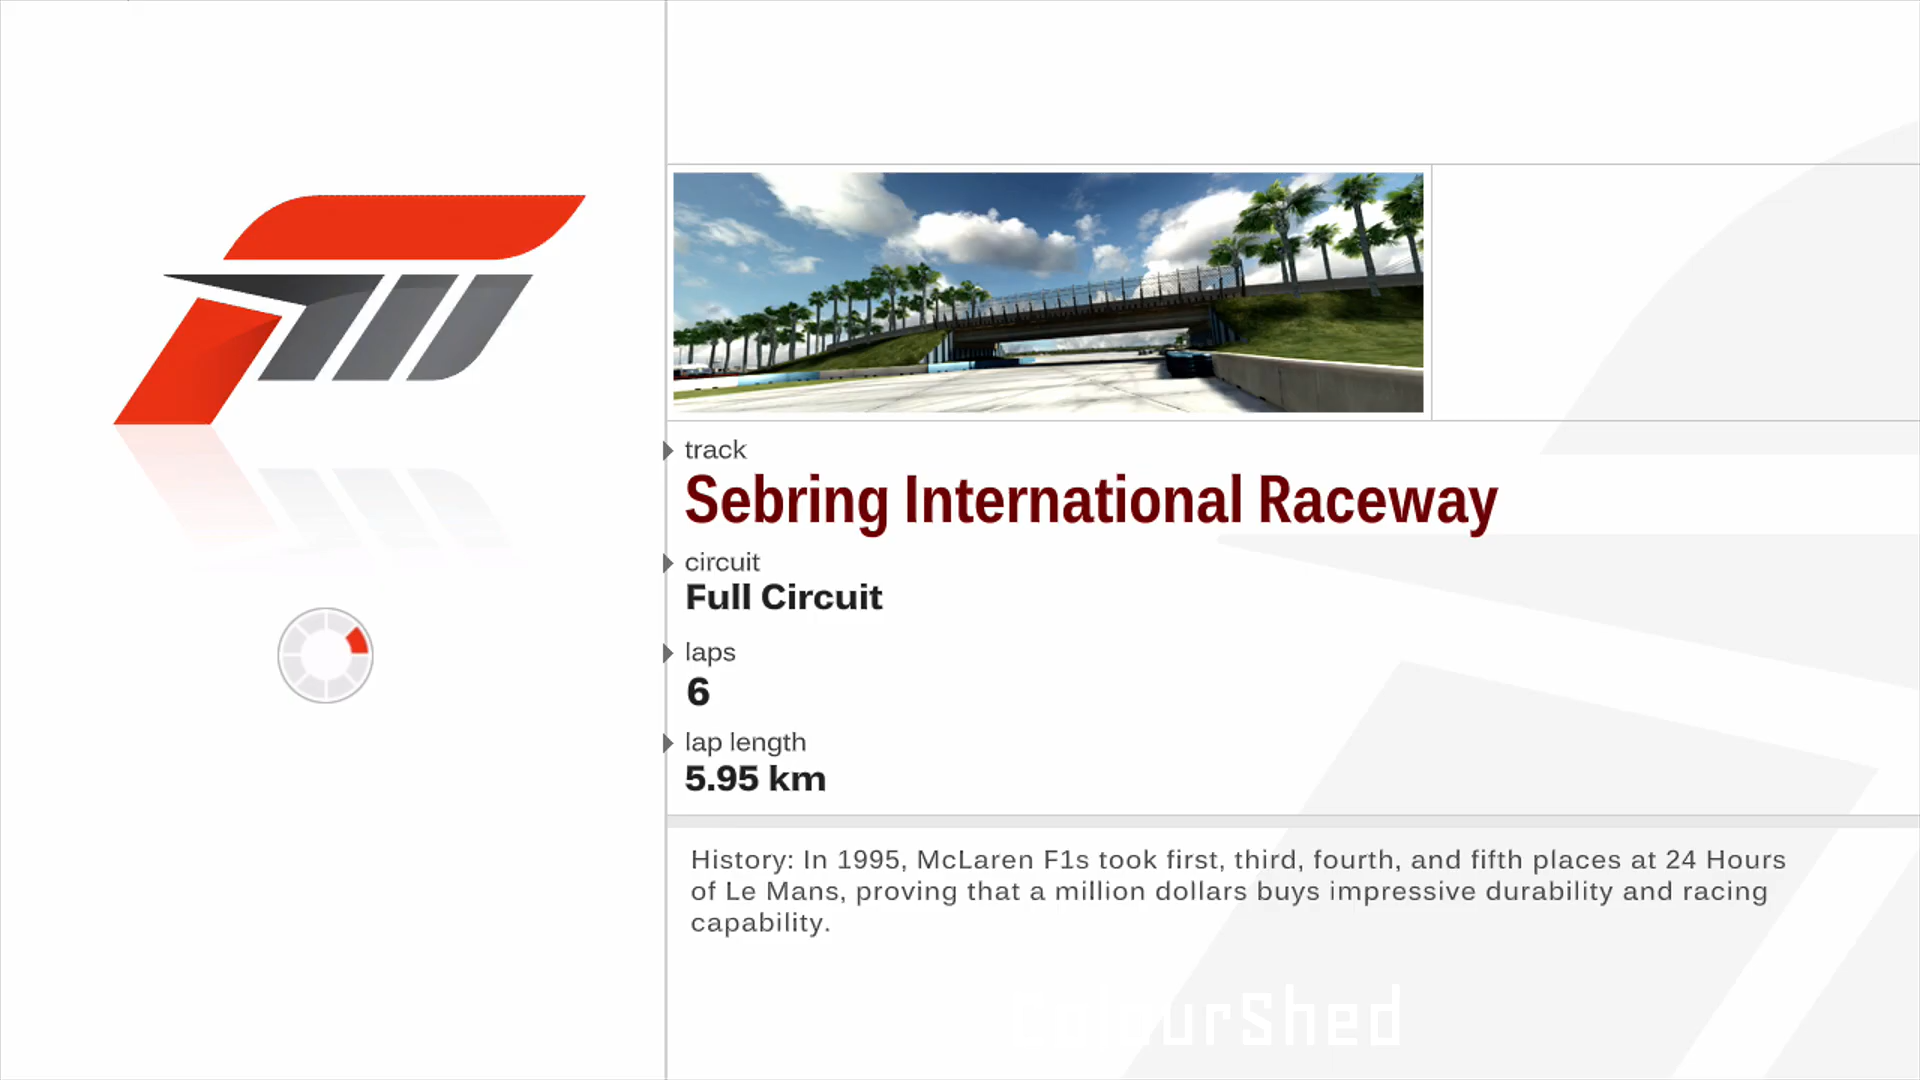 track
Sebring International Raceway
circuit
Full Circuit
laps
6
lap length
5.95 km
History: In 1995, McLaren F1s took first, third, fourth, and fifth places at 24 Hours
of Le Mans, proving that a million dollars buys impressive durability and racing
capability.
ColourShed